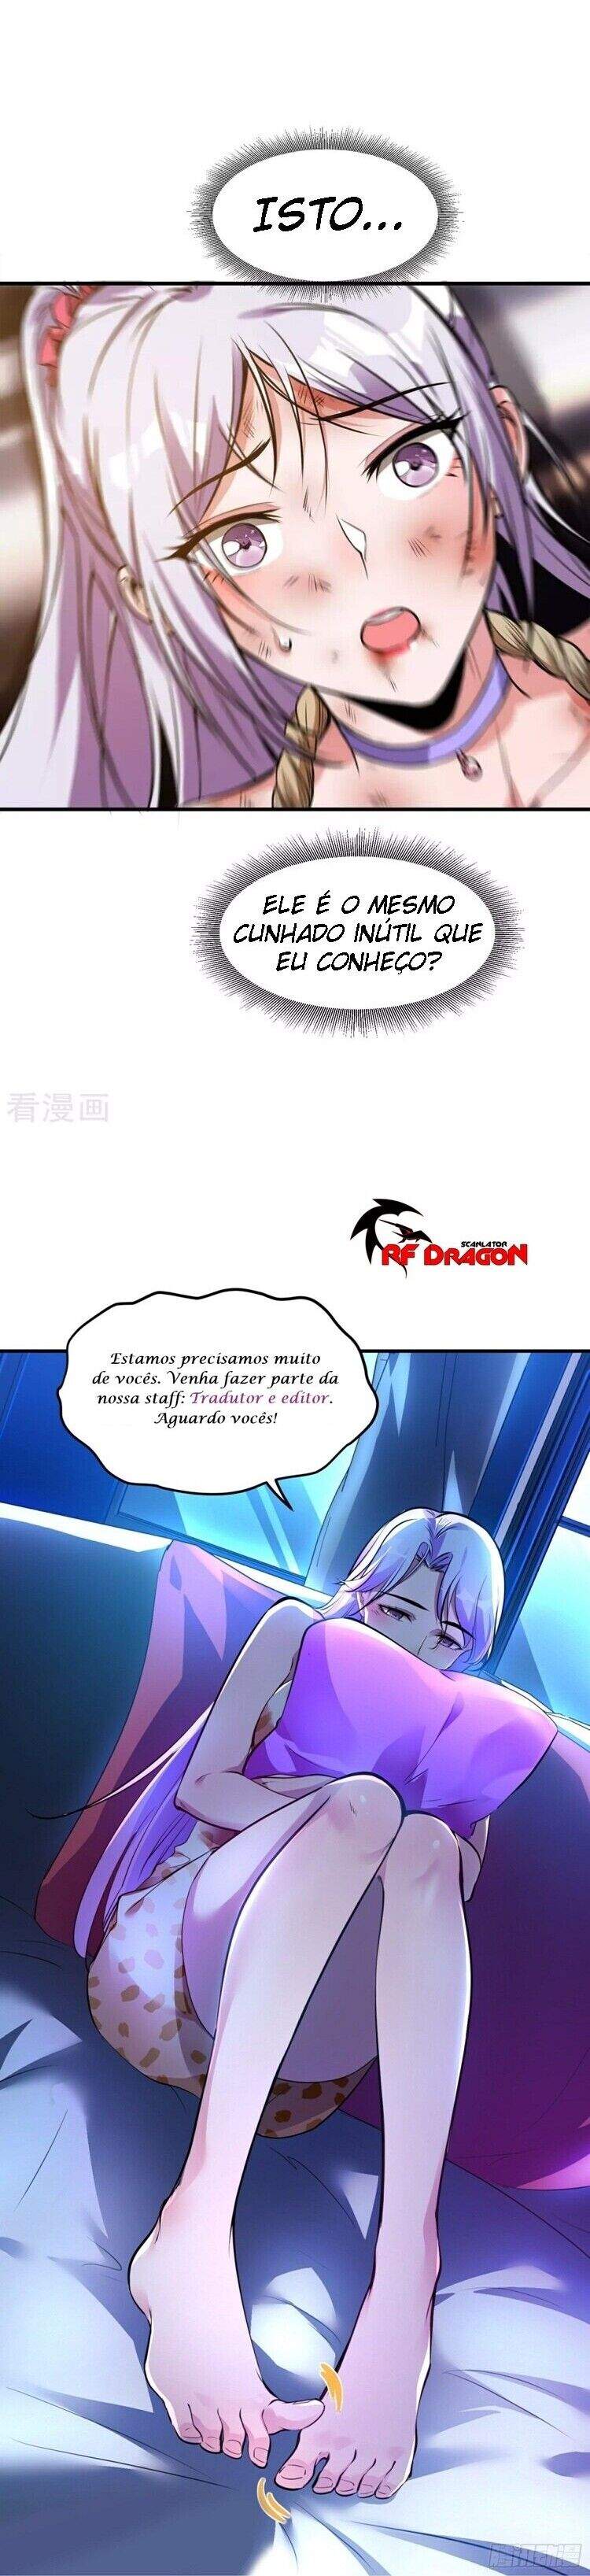 ISTO...
ELE É O MESMO
CUNHADO INÚTIL QUE
EU CONHEÇO?
看漫画
SCANLATOR
RF DRAGON
Estamos precisamos muito
de vocês. Venha fazer parte da
nossa staff: Tradutor e editor.
Aguardo vocês!